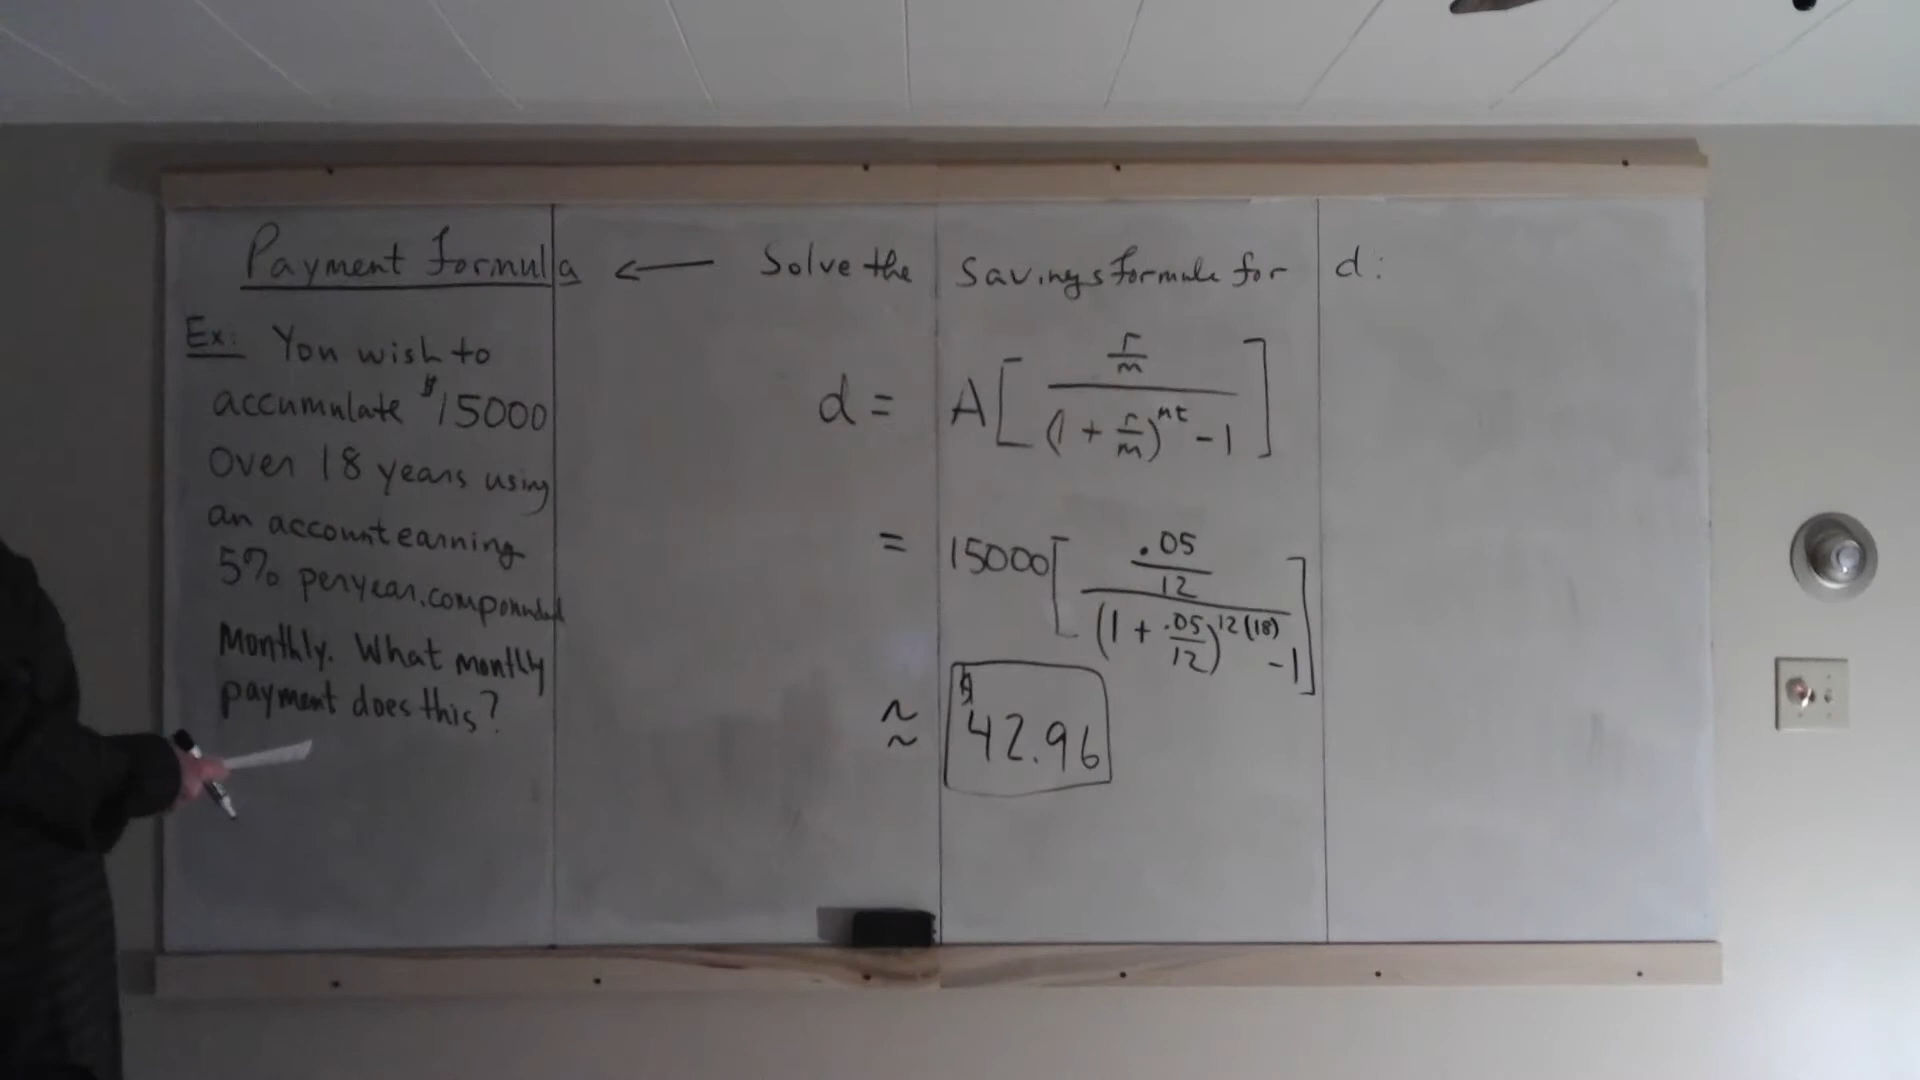 Payment Formula ← Solve the Savings formula for d:
Ex: You wish to
accumulate $15000
over 18 years using
an account earning
5% per year, compounded
monthly. What monthly
payment does this?
d = A[ (r/m) / ((1 + r/m)^mt - 1) ]
= 15000[ (.05/12) / ((1 + .05/12)^12(18) - 1) ]
≈ $42.96